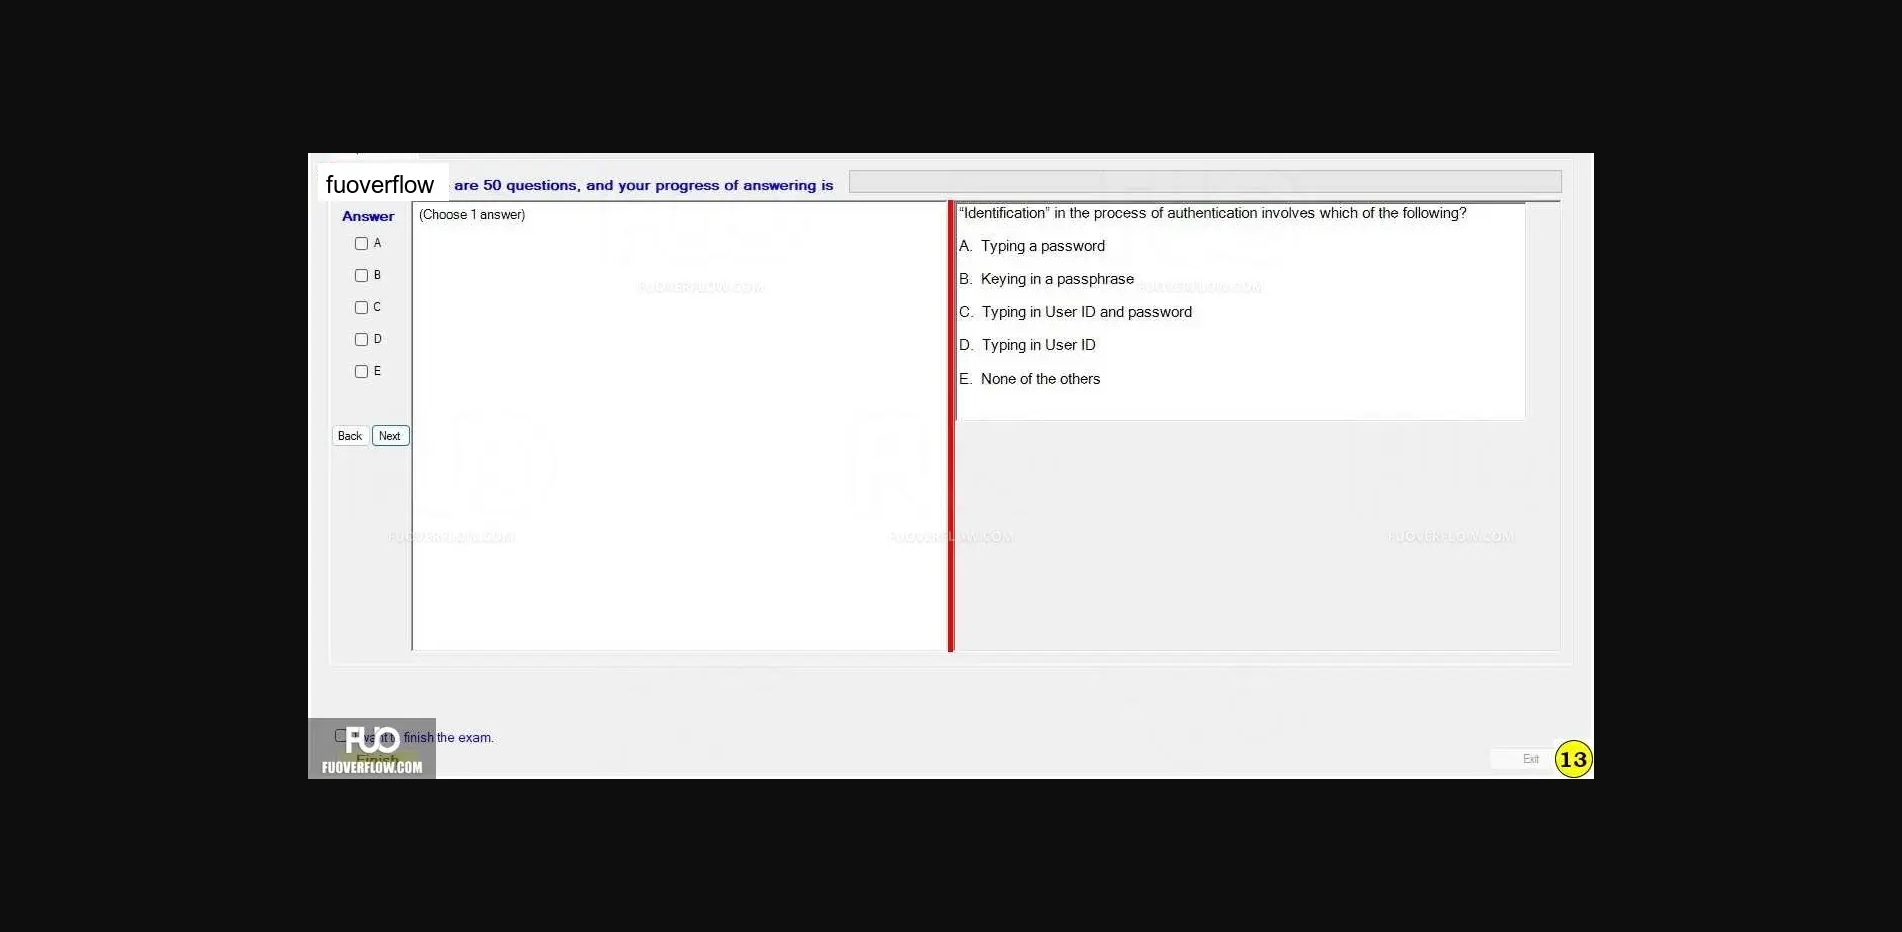 fuoverflow are 50 questions, and your progress of answering is
Answer
(Choose 1 answer)
A
B
C
D
E
Back Next
“Identification” in the process of authentication involves which of the following?
A. Typing a password
B. Keying in a passphrase
C. Typing in User ID and password
D. Typing in User ID
E. None of the others
FUOVERFLOW.COM
FUOVERFLOW.COM
FUOVERFLOW.COM
FUOVERFLOW.COM
FUOVERFLOW.COM
I want to finish the exam.
Finish
FUO
FUOVERFLOW.COM
Exit
13